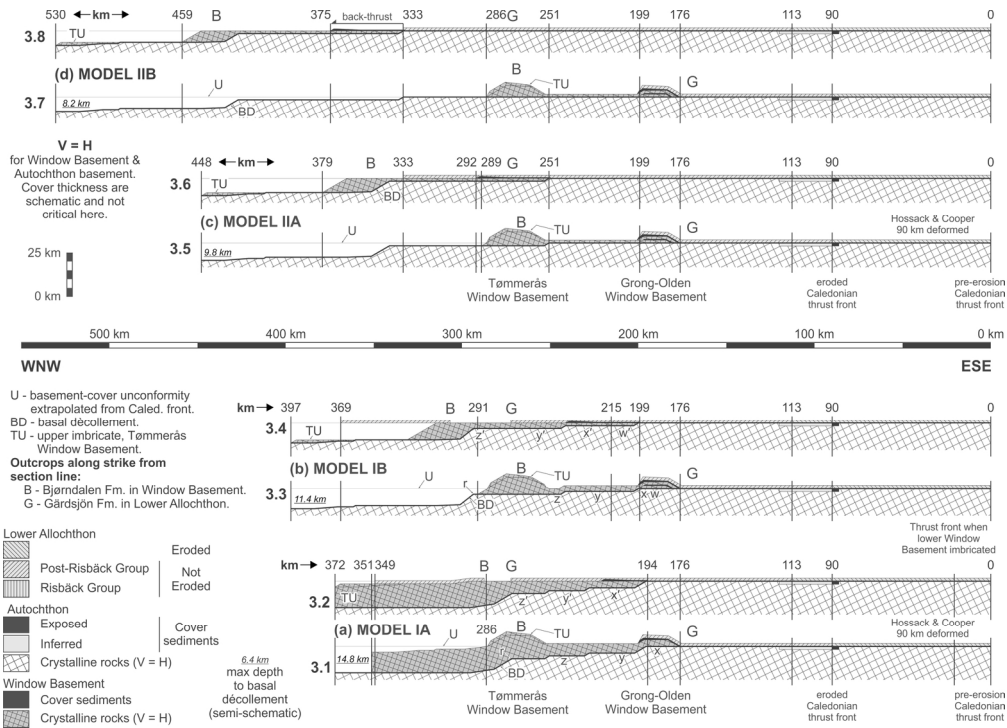 530 km 459 B 375 back-thrust 333 286 G 251 199 176 113 90 0
TU
3.8
(d) MODEL IIB
U B TU G
8.2 km
3.7 BD
V = H
for Window Basement &
Autochthon basement.
Cover thickness are
schematic and not
critical here.
448 km 379 B 333 292 289 G 251 199 176 113 90 0
3.6 TU BD
(c) MODEL IIA
U B TU G
9.8 km
3.5
Hossack & Cooper
90 km deformed
25 km
0 km
Tømmerås
Window Basement
Grong-Olden
Window Basement
eroded
Caledonian
thrust front
pre-erosion
Caledonian
thrust front
500 km 400 km 300 km 200 km 100 km 0 km
WNW ESE
U - basement-cover unconformity
extrapolated from Caled. front.
BD - basal décollement.
TU - upper imbricate, Tømmerås
Window Basement.
Outcrops along strike from
section line:
B - Bjørndalen Fm. in Window Basement.
G - Gärdsjön Fm. in Lower Allochthon.
km 397 369 B 291 G 215 199 176 113 90 0
3.4 TU z' y' x' w'
(b) MODEL IB
U r B TU G
11.4 km
3.3 BD z y x w
Thrust front when
lower Window
Basement imbricated
Lower Allochthon
Eroded
Post-Risbäck Group
Risbäck Group
Not
Eroded
Autochthon
Exposed
Inferred
Cover
sediments
Crystalline rocks (V = H)
Window Basement
Cover sediments
Crystalline rocks (V = H)
km 372 351 349 B G 194 176 113 90 0
3.2 TU z' y' x'
(a) MODEL IA
U 286 B TU G
14.8 km
3.1 r BD z y x
Hossack & Cooper
90 km deformed
6.4 km
max depth
to basal
décollement
(semi-schematic)
Tømmerås
Window Basement
Grong-Olden
Window Basement
eroded
Caledonian
thrust front
pre-erosion
Caledonian
thrust front